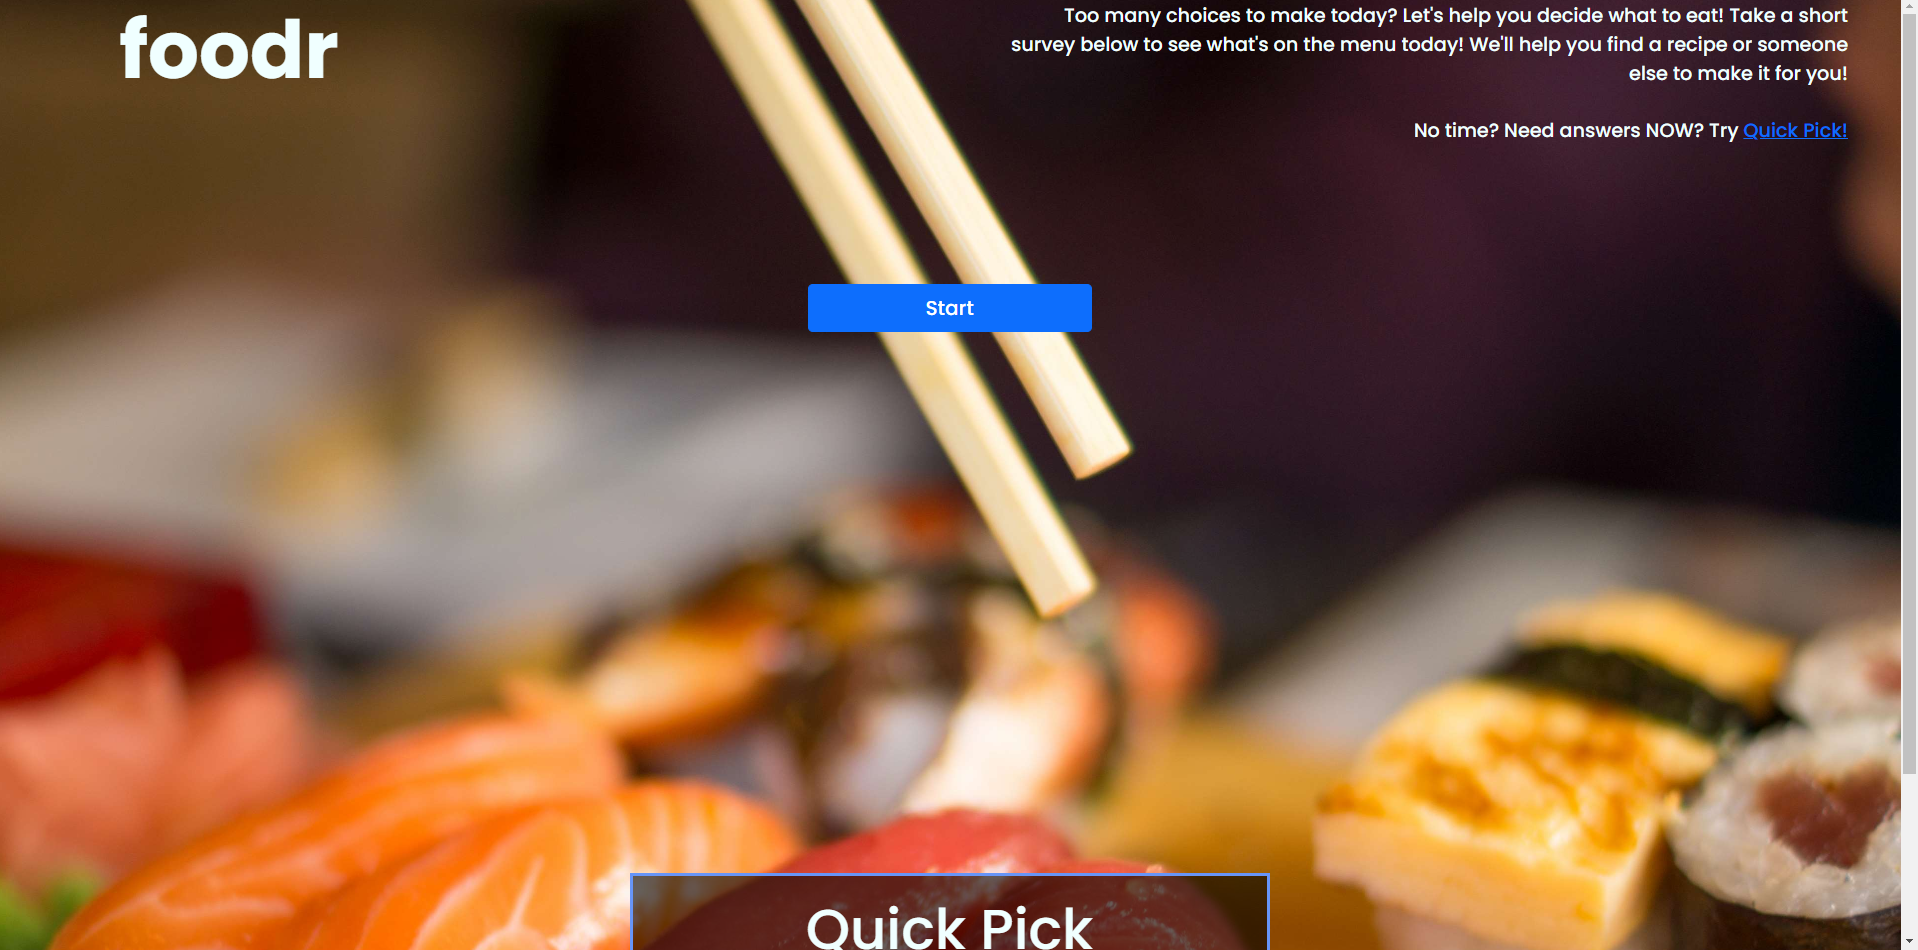 foodr
Too many choices to make today? Let's help you decide what to eat! Take a short
survey below to see what's on the menu today! We'll help you find a recipe or someone
else to make it for you!
No time? Need answers NOW? Try Quick Pick!
Start
Quick Pick